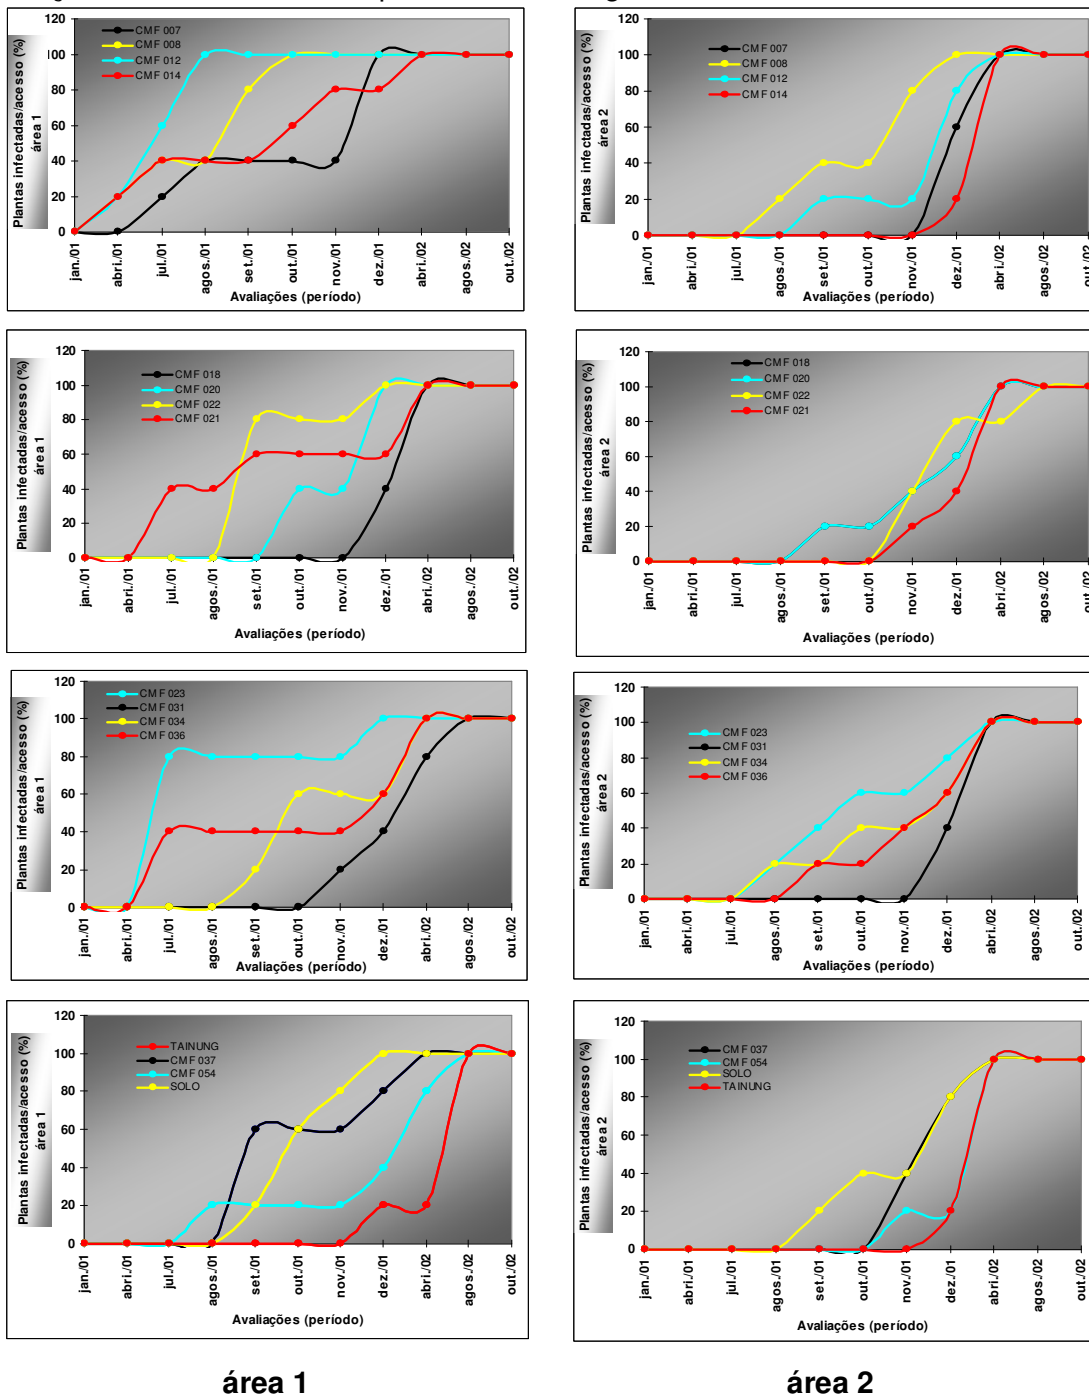 120
100
80
60
40
20
0
Plantas infectadas/acesso (%)
área 1
CMF 007
CMF 008
CMF 012
CMF 014
jan./01
abri./01
jul./01
agos./01
set./01
out./01
nov./01
dez./01
abri./02
agos./02
out./02
Avaliações (período)
120
100
80
60
40
20
0
Plantas infectadas/acesso (%)
área 2
CMF 007
CMF 008
CMF 012
CMF 014
jan./01
abri./01
jul./01
agos./01
set./01
out./01
nov./01
dez./01
abri./02
agos./02
out./02
Avaliações (período)
120
100
80
60
40
20
0
Plantas infectadas/acesso (%)
área 1
CMF 018
CMF 020
CMF 022
CMF 021
jan./01
abri./01
jul./01
agos./01
set./01
out./01
nov./01
dez./01
abri./02
agos./02
out./02
Avaliações (período)
120
100
80
60
40
20
0
Plantas infectadas/acesso (%)
área 2
CMF 018
CMF 020
CMF 022
CMF 021
jan./01
abri./01
jul./01
agos./01
set./01
out./01
nov./01
dez./01
abri./02
agos./02
out./02
Avaliações (período)
120
100
80
60
40
20
0
Plantas infectadas/acesso (%)
área 1
CMF 023
CMF 031
CMF 034
CMF 036
jan./01
abri./01
jul./01
agos./01
set./01
out./01
nov./01
dez./01
abri./02
agos./02
out./02
Avaliações (período)
120
100
80
60
40
20
0
Plantas infectadas/acesso (%)
área 2
CMF 023
CMF 031
CMF 034
CMF 036
jan./01
abri./01
jul./01
agos./01
set./01
out./01
nov./01
dez./01
abri./02
agos./02
out./02
Avaliações (período)
120
100
80
60
40
20
0
Plantas infectadas/acesso (%)
área 1
TAINUNG
CMF 037
CMF 054
SOLO
jan./01
abri./01
jul./01
agos./01
set./01
out./01
nov./01
dez./01
abri./02
agos./02
out./02
Avaliações (período)
120
100
80
60
40
20
0
Plantas infectadas/acesso (%)
área 2
CMF 037
CMF 054
SOLO
TAINUNG
jan./01
abri./01
jul./01
agos./01
set./01
out./01
nov./01
dez./01
abri./02
agos./02
ou./02
Avaliações (período)
área 1
área 2